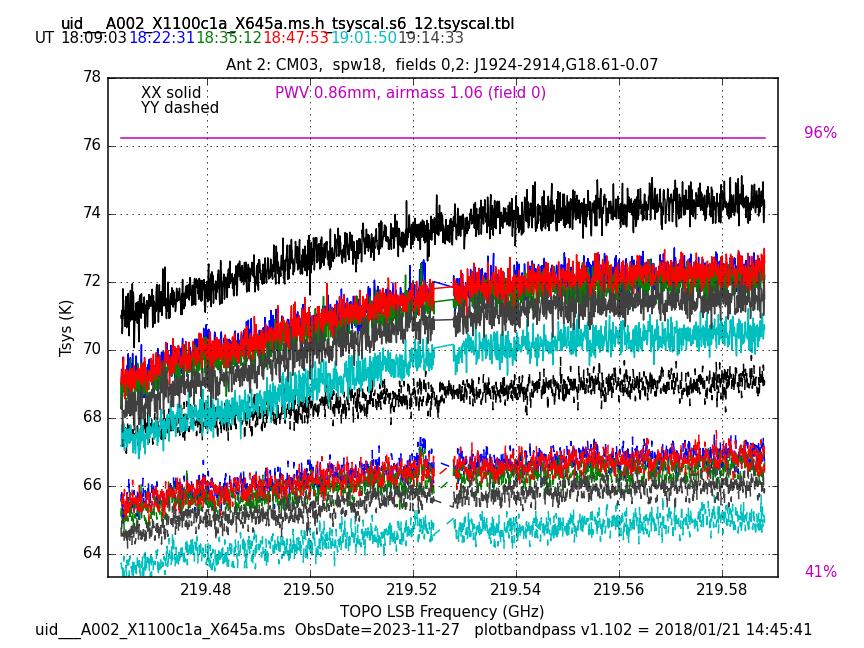 uid___A002_X1100c1a_X645a.ms.h_tsyscal.s6_12.tsyscal.tbl
UT 18:09:03 18:22:31 18:35:12 18:47:53 19:01:50 19:14:33
Ant 2: CM03,  spw18,  fields 0,2: J1924-2914,G18.61-0.07
78
XX solid PWV 0.86mm, airmass 1.06 (field 0)
YY dashed
96%
76
74
72
Tsys (K)
70
68
66
64
41%
219.48 219.50 219.52 219.54 219.56 219.58
TOPO LSB Frequency (GHz)
uid___A002_X1100c1a_X645a.ms  ObsDate=2023-11-27   plotbandpass v1.102 = 2018/01/21 14:45:41